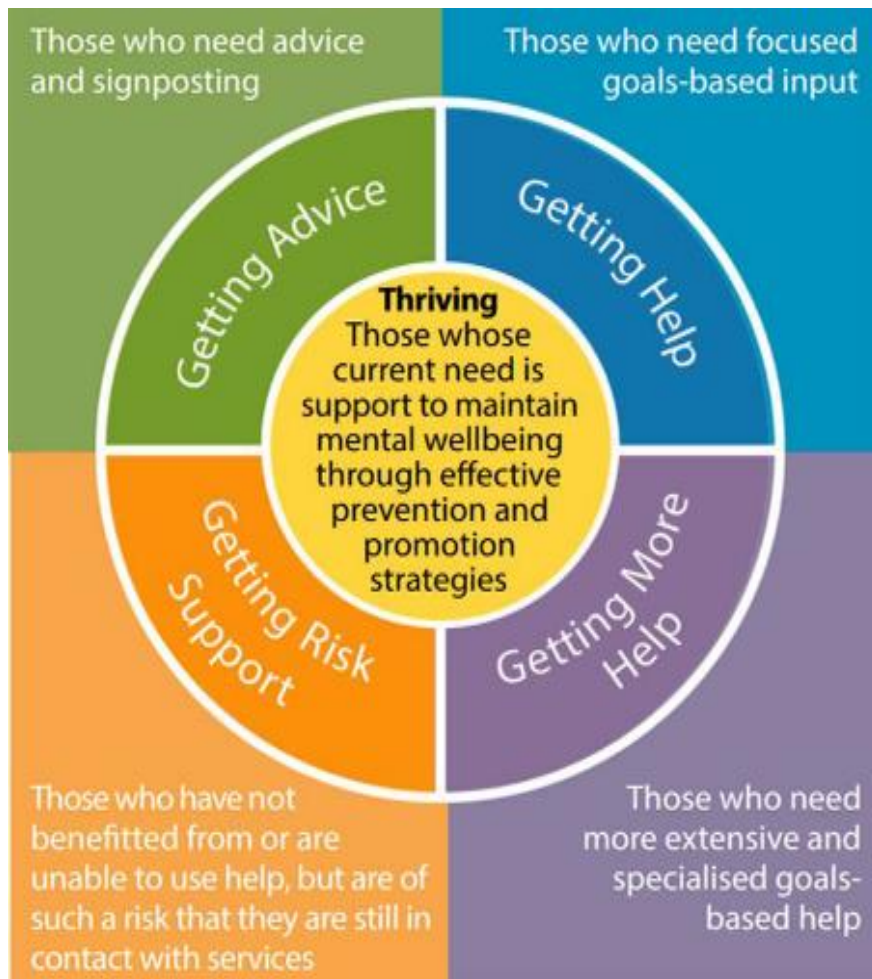 Those who need advice
and signposting
Those who need focused
goals-based input
Getting Advice
Getting Help
Thriving
Those whose
current need is
support to maintain
mental wellbeing
through effective
prevention and
promotion
strategies
Getting Risk
Support
Getting More
Help
Those who have not
benefitted from or are
unable to use help, but are of
such a risk that they are still in
contact with services
Those who need
more extensive and
specialised goals-
based help